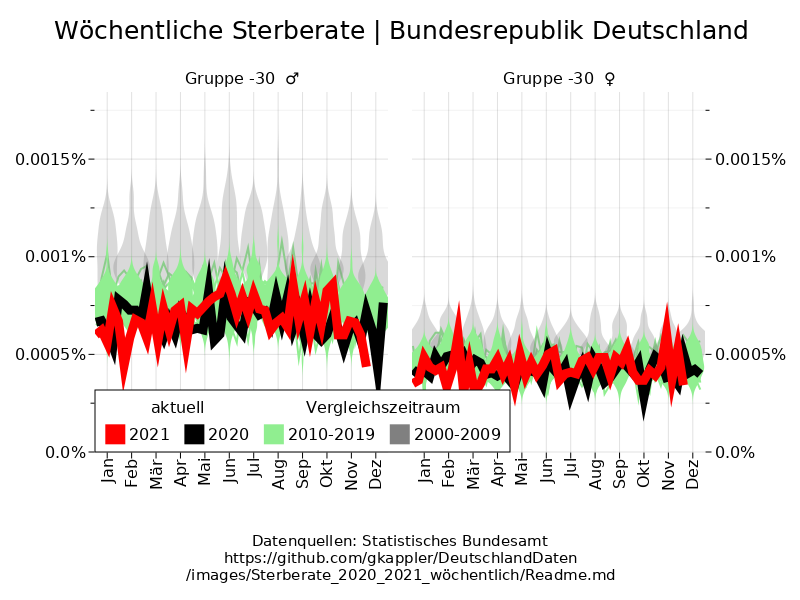 Wöchentliche Sterberate | Bundesrepublik Deutschland
Gruppe -30 ♂
Gruppe -30 ♀
0.0015%
0.001%
0.0005%
0.0%
0.0015%
0.001%
0.0005%
0.0%
aktuell
Vergleichszeitraum
2021
2020
2010-2019
2000-2009
Jan
Feb
Mär
Apr
Mai
Jun
Jul
Aug
Sep
Okt
Nov
Dez
Jan
Feb
Mär
Apr
Mai
Jun
Jul
Aug
Sep
Okt
Nov
Dez
Datenquellen: Statistisches Bundesamt
https://github.com/gkappler/DeutschlandDaten
/images/Sterberate_2020_2021_wöchentlich/Readme.md